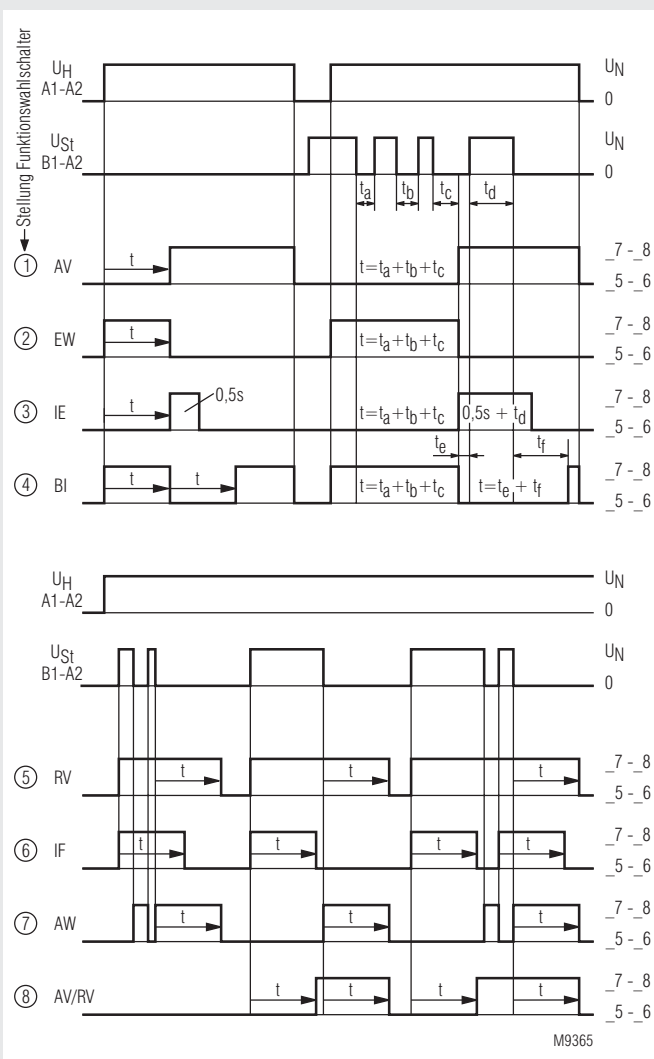 Stellung Funktionswahlschalter
UH
A1-A2
UN
0
USt
B1-A2
UN
0
ta tb tc td
① AV t t=ta+tb+tc _7 - _8
_5 - _6
② EW t t=ta+tb+tc _7 - _8
_5 - _6
③ IE t 0,5s t=ta+tb+tc 0,5s + td _7 - _8
_5 - _6
te tf
④ BI t t t=ta+tb+tc t=te + tf _7 - _8
_5 - _6
UH
A1-A2
UN
0
USt
B1-A2
UN
0
⑤ RV t t t _7 - _8
_5 - _6
⑥ IF t t t t _7 - _8
_5 - _6
⑦ AW t t t _7 - _8
_5 - _6
⑧ AV/RV t t t t _7 - _8
_5 - _6
M9365